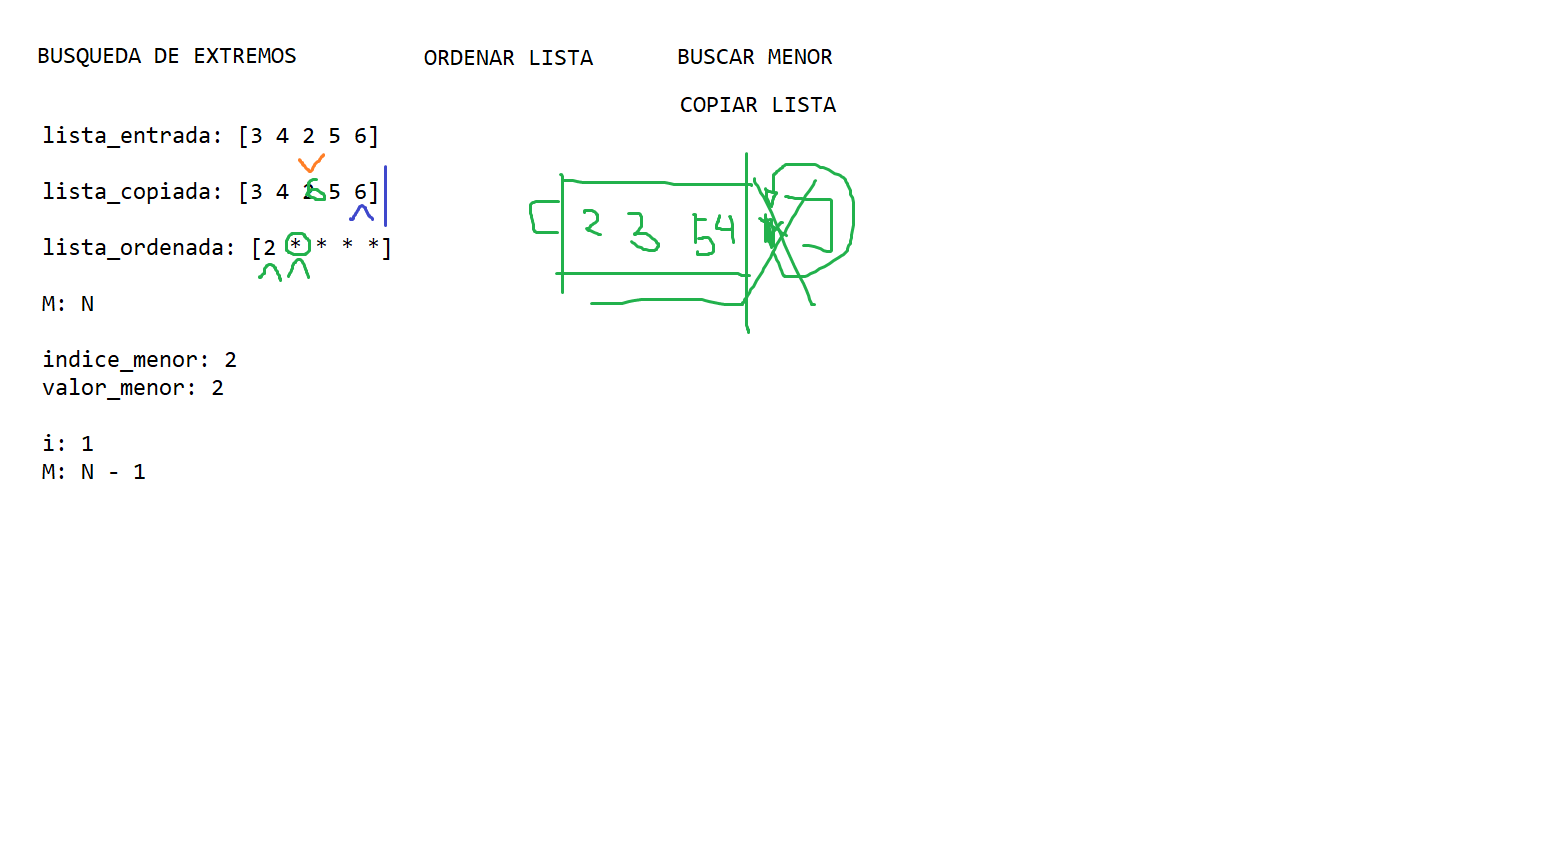 BUSQUEDA DE EXTREMOS
ORDENAR LISTA
BUSCAR MENOR
COPIAR LISTA
lista_entrada: [3 4 2 5 6]
lista_copiada: [3 4 2 5 6]
6
lista_ordenada: [2 * * * *]
2 3 5 4
M: N
indice_menor: 2
valor_menor: 2
i: 1
M: N - 1